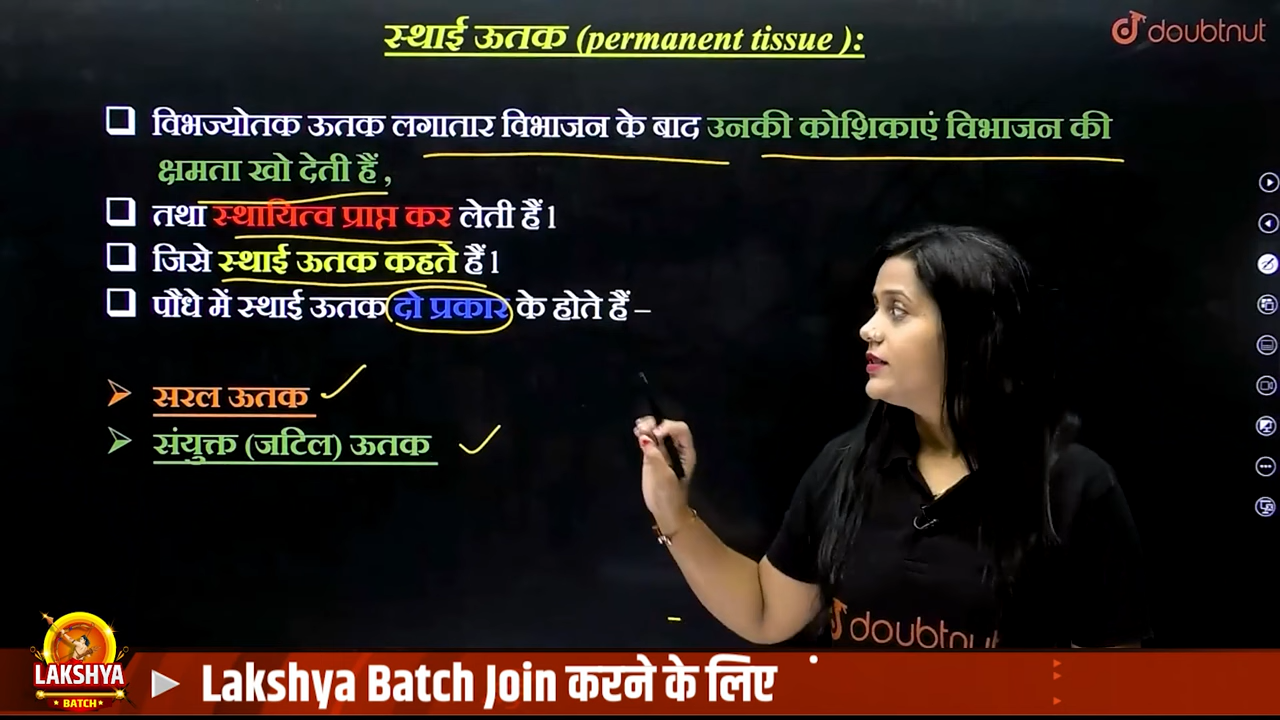 स्थाई ऊतक (permanent tissue ):
doubtnut
विभज्योतक ऊतक लगातार विभाजन के बाद उनकी कोशिकाएं विभाजन की
क्षमता खो देती हैं ,
तथा स्थायित्व प्राप्त कर लेती हैं l
जिसे स्थाई ऊतक कहते हैं l
पौधे में स्थाई ऊतक दो प्रकार के होते हैं –
सरल ऊतक
संयुक्त (जटिल) ऊतक
doubtnut
LAKSHYA
BATCH
Lakshya Batch Join करने के लिए